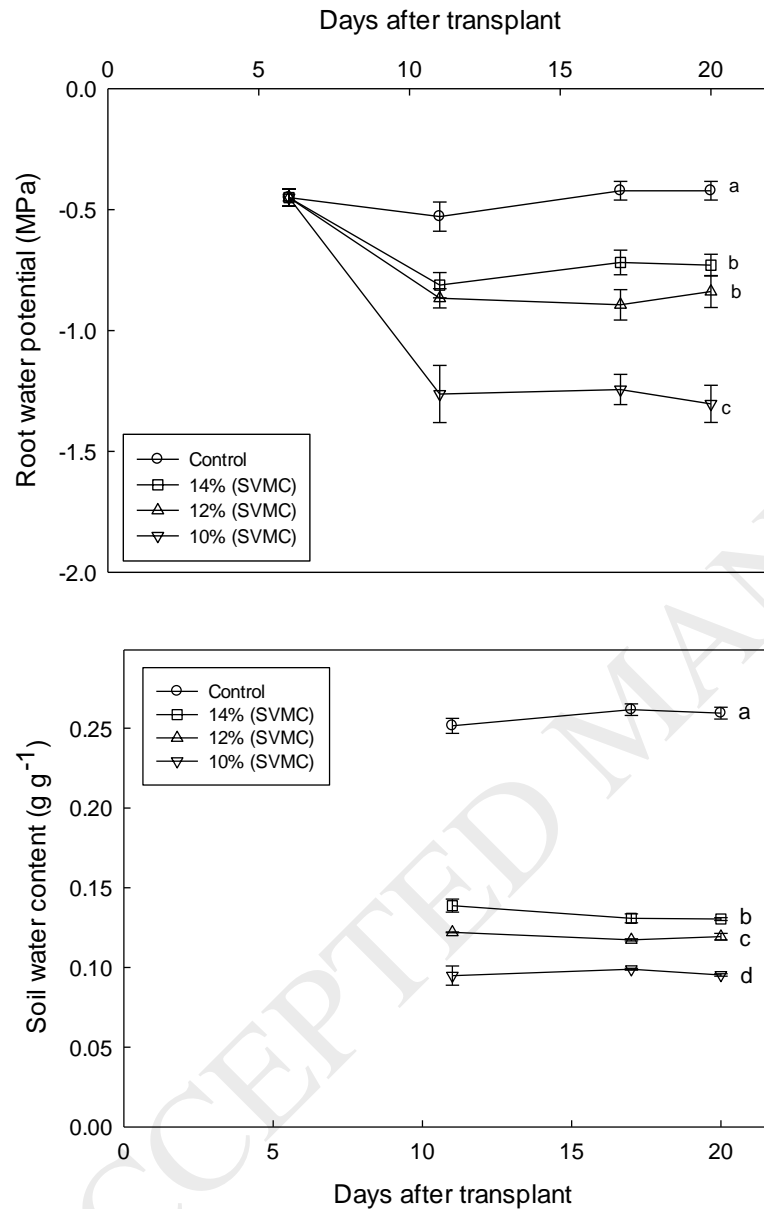 Days after transplant
0 5 10 15 20
0.0
-0.5
-1.0
-1.5
-2.0
Root water potential (MPa)
a
b
b
c
Control
14% (SVMC)
12% (SVMC)
10% (SVMC)
Control
14% (SVMC)
12% (SVMC)
10% (SVMC)
0.25
0.20
0.15
0.10
0.05
0.00
Soil water content (g g⁻¹)
a
b
c
d
0 5 10 15 20
Days after transplant
CCEPTED MAN